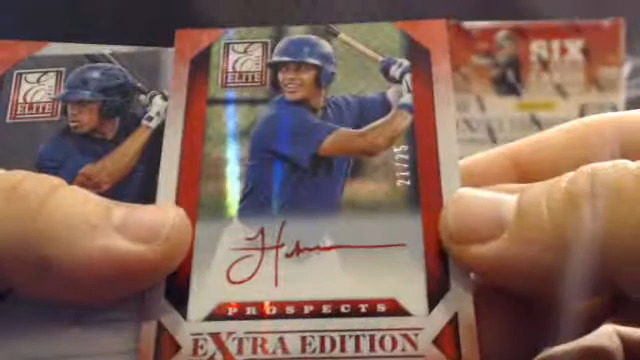 ELITE
ELITE
SIX
21/25
PROSPECTS
EXTRA EDITION